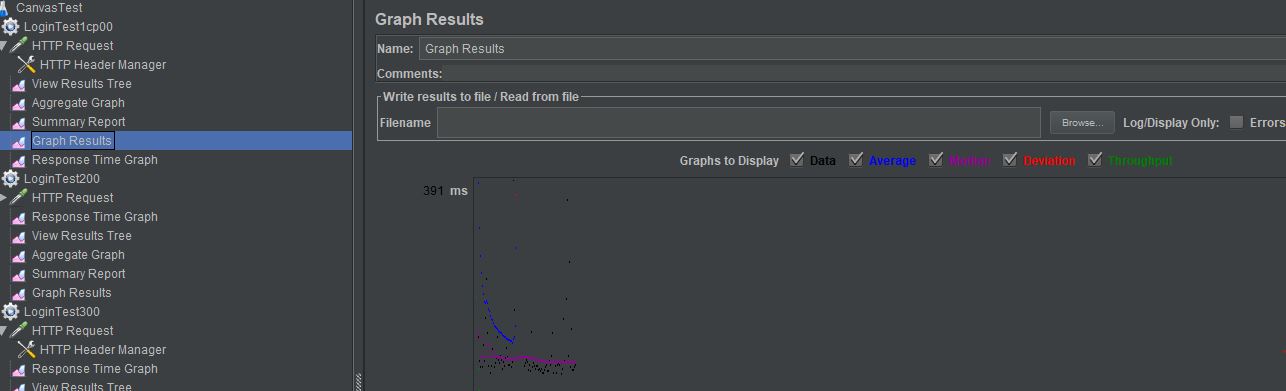 CanvasTest
LoginTest1cp00
HTTP Request
HTTP Header Manager
View Results Tree
Aggregate Graph
Summary Report
Graph Results
Response Time Graph
LoginTest200
HTTP Request
Response Time Graph
View Results Tree
Aggregate Graph
Summary Report
Graph Results
LoginTest300
HTTP Request
HTTP Header Manager
Response Time Graph
View Results Tree
Graph Results
Name: Graph Results
Comments:
Write results to file / Read from file
Filename Browse... Log/Display Only: Errors
Graphs to Display Data Average Median Deviation Throughput
391 ms